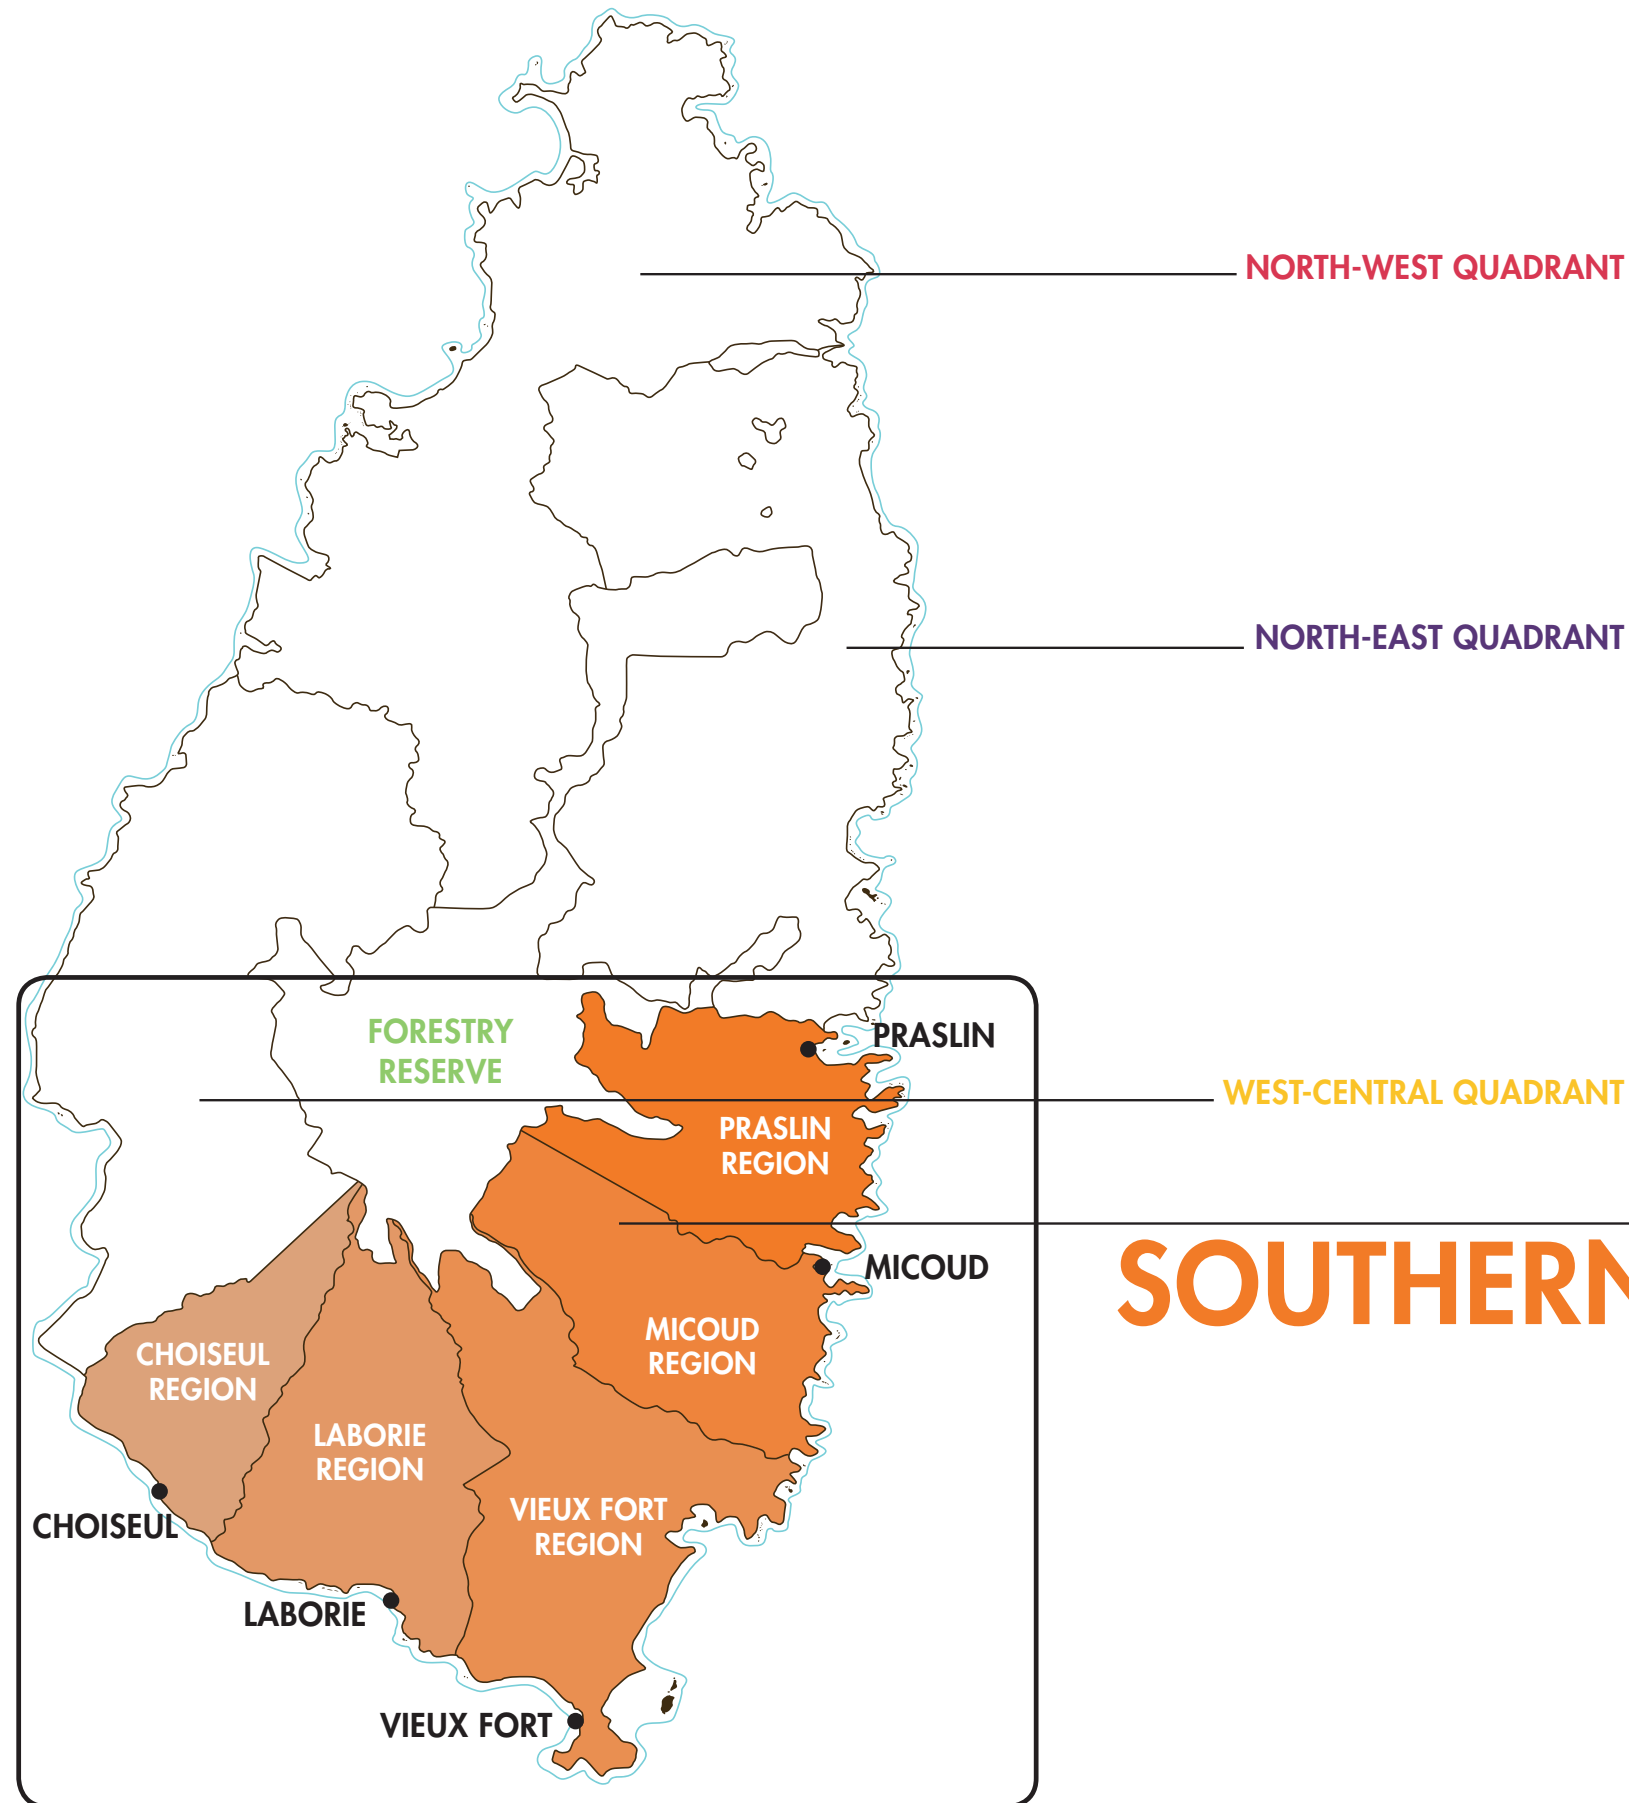 NORTH-WEST QUADRANT
NORTH-EAST QUADRANT
FORESTRY
RESERVE
PRASLIN
WEST-CENTRAL QUADRANT
PRASLIN
REGION
SOUTHERN
MICOUD
MICOUD
REGION
CHOISEUL
REGION
LABORIE
REGION
VIEUX FORT
REGION
CHOISEUL
LABORIE
VIEUX FORT